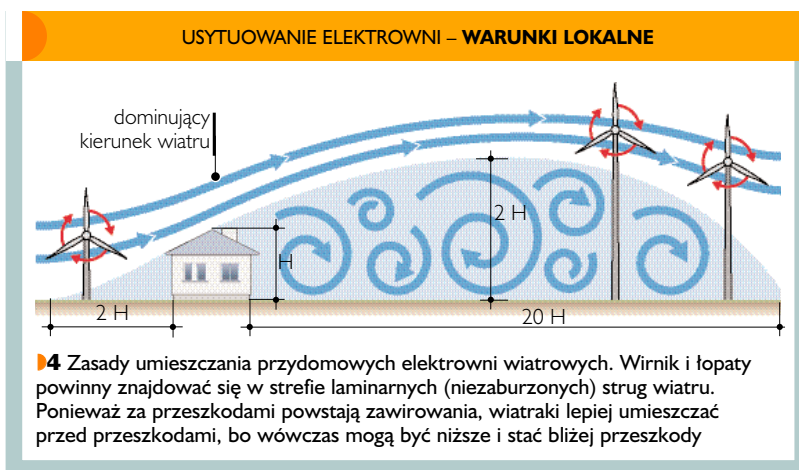 USYTUOWANIE ELEKTROWNI – WARUNKI LOKALNE
dominujący
kierunek wiatru
2 H
H
2 H
20 H
4 Zasady umieszczania przydomowych elektrowni wiatrowych. Wirnik i łopaty
powinny znajdować się w strefie laminarnych (niezaburzonych) strug wiatru.
Ponieważ za przeszkodami powstają zawirowania, wiatraki lepiej umieszczać
przed przeszkodami, bo wówczas mogą być niższe i stać bliżej przeszkody